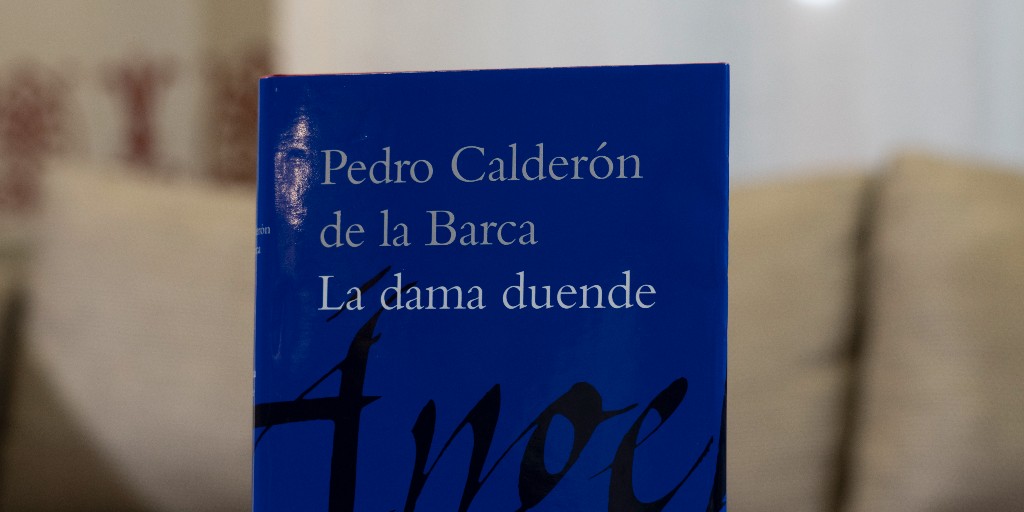 Pedro Calderón
de la Barca
La dama duende